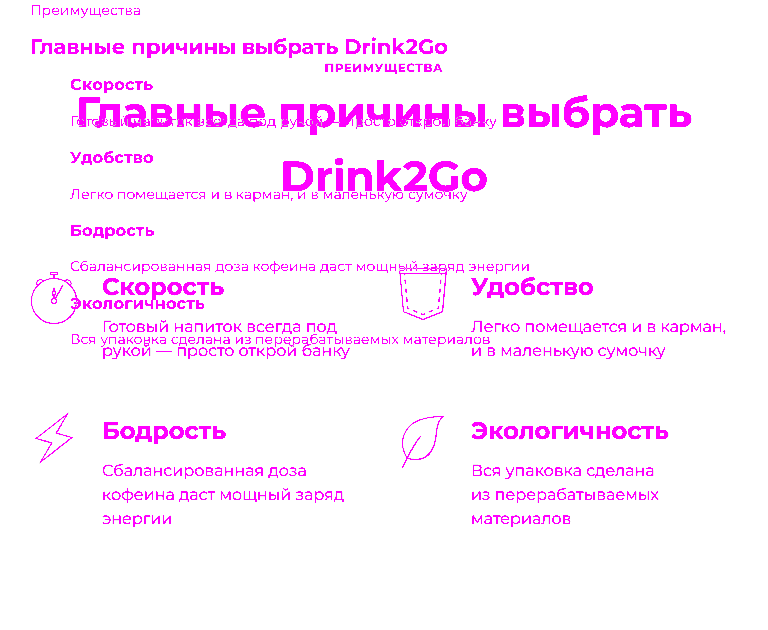 Преимущества
Главные причины выбрать Drink2Go
ПРЕИМУЩЕСТВА
Скорость
Главные причины выбрать
Готовый напиток всегда под рукой — просто открой банку
Удобство
Drink2Go
Легко помещается и в карман, и в маленькую сумочку
Бодрость
Сбалансированная доза кофеина даст мощный заряд энергии
Скорость
Удобство
Экологичность
Готовый напиток всегда под
Легко помещается и в карман,
Вся упаковка сделана из перерабатываемых материалов
рукой — просто открой банку
и в маленькую сумочку
Бодрость
Экологичность
Сбалансированная доза
Вся упаковка сделана
кофеина даст мощный заряд
из перерабатываемых
энергии
материалов